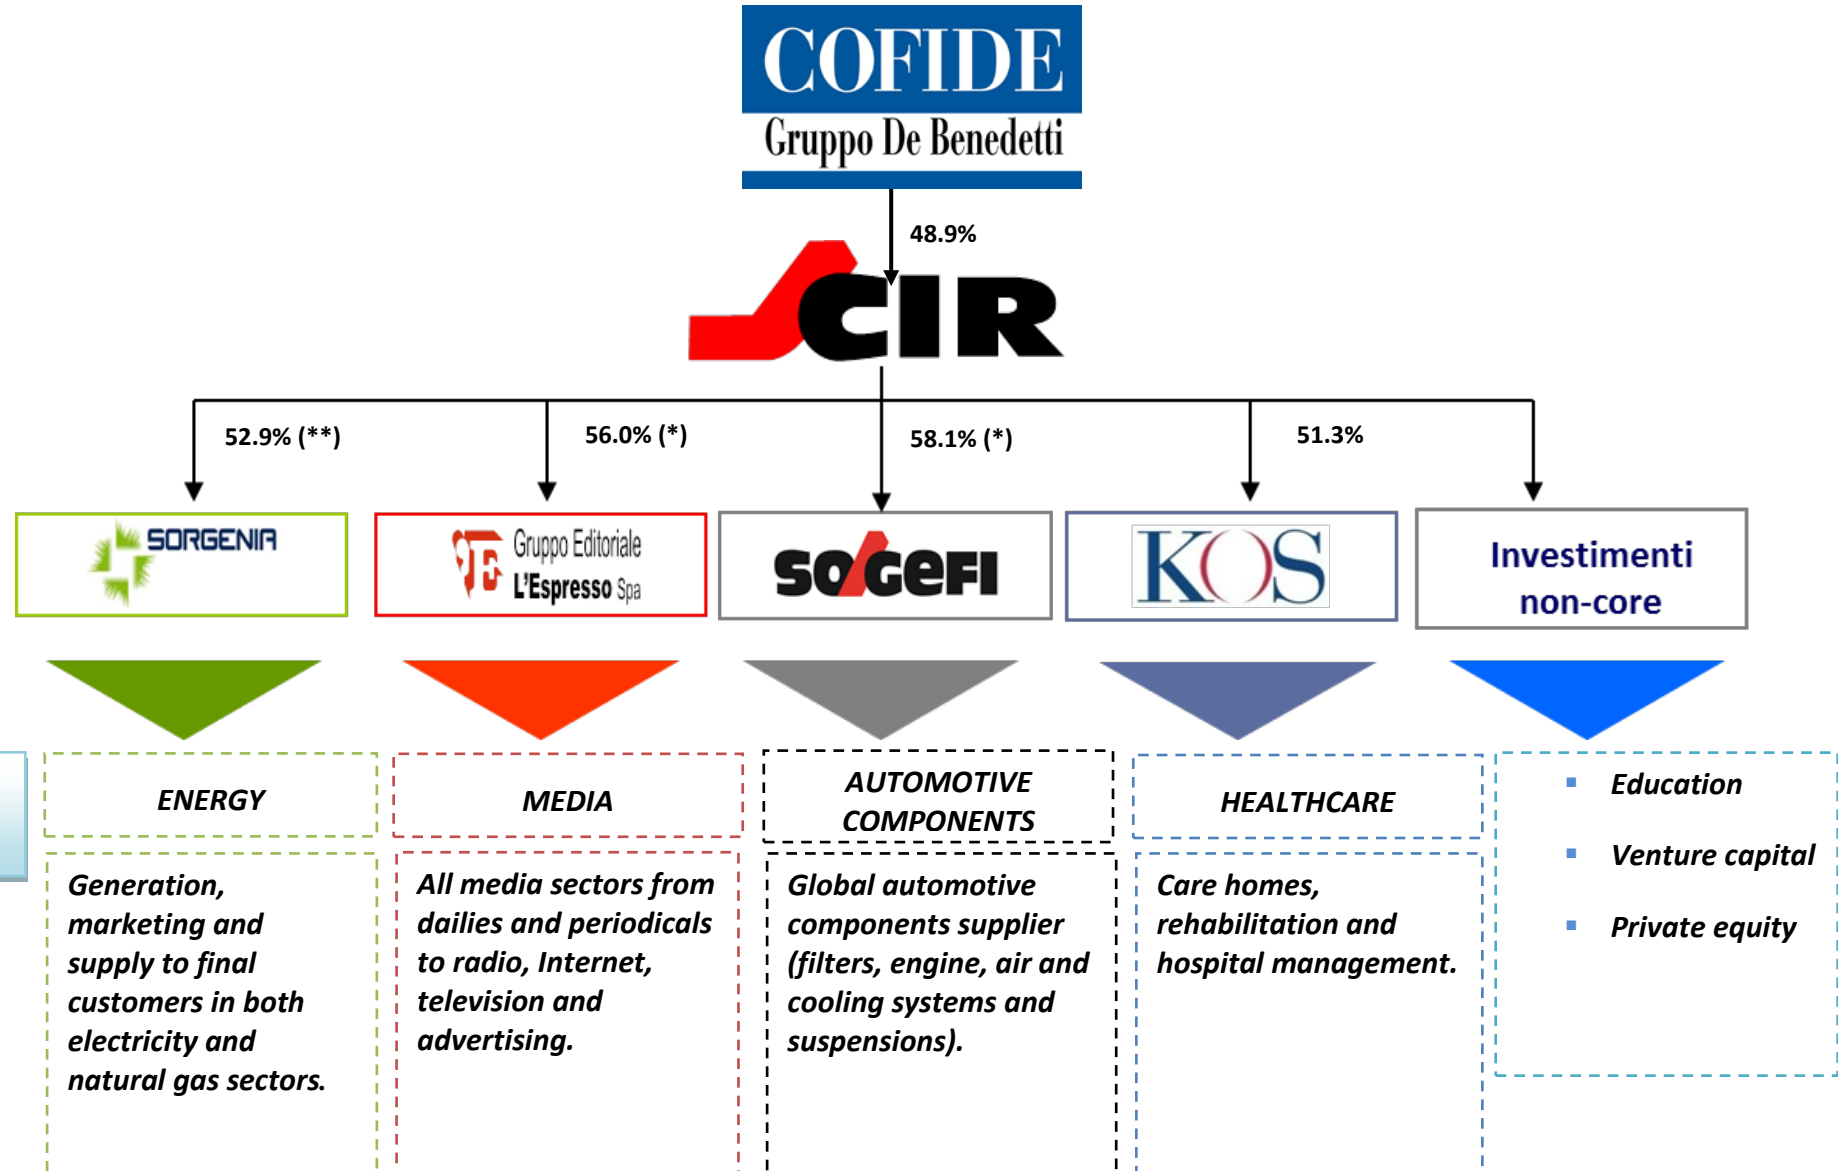 COFIDE
Gruppo De Benedetti
48.9%
CIR
52.9% (**)
56.0% (*)
58.1% (*)
51.3%
SORGENIA
Gruppo Editoriale
L'Espresso Spa
SOGEFI
KOS
Investimenti
non-core
ENERGY
MEDIA
AUTOMOTIVE
COMPONENTS
HEALTHCARE
Generation,
marketing and
supply to final
customers in both
electricity and
natural gas sectors.
All media sectors from
dailies and periodicals
to radio, Internet,
television and
advertising.
Global automotive
components supplier
(filters, engine, air and
cooling systems and
suspensions).
Care homes,
rehabilitation and
hospital management.
▪ Education
▪ Venture capital
▪ Private equity